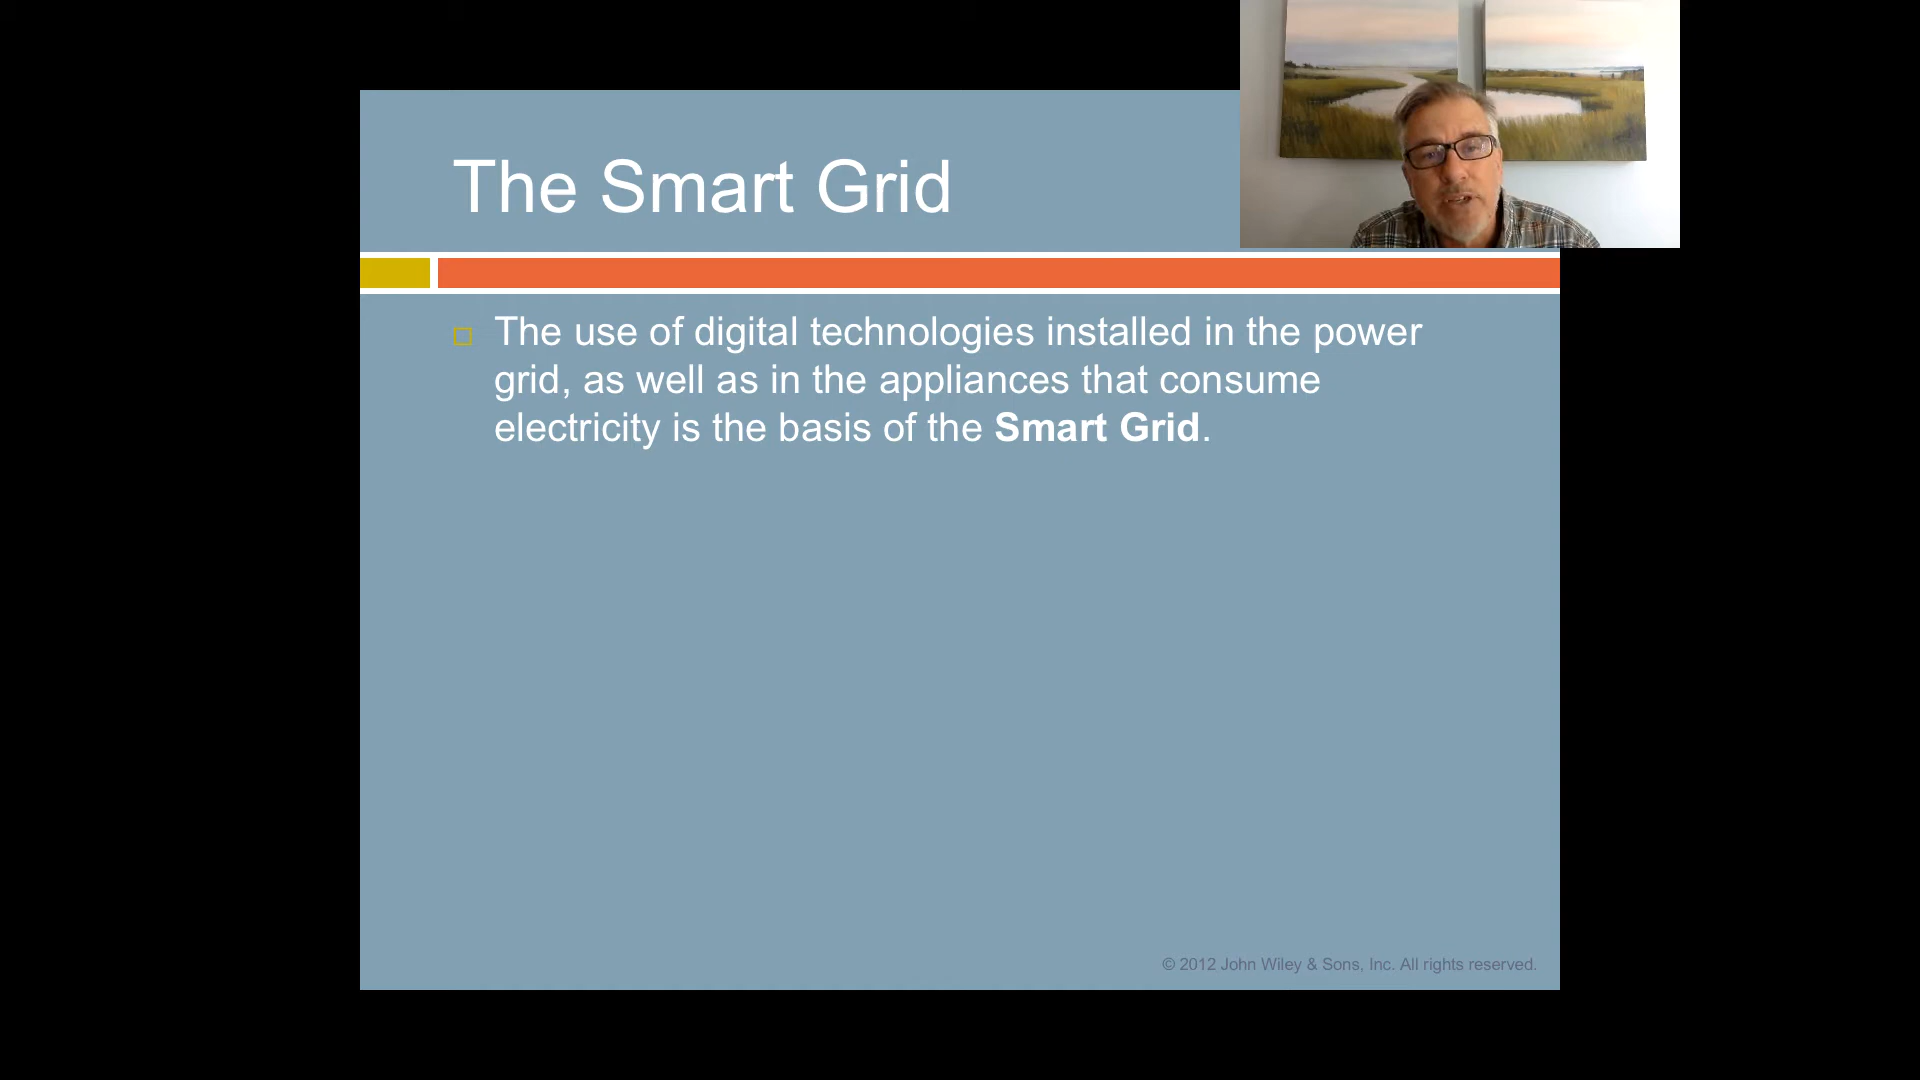 The Smart Grid
The use of digital technologies installed in the power
grid, as well as in the appliances that consume
electricity is the basis of the Smart Grid.
© 2012 John Wiley & Sons, Inc. All rights reserved.